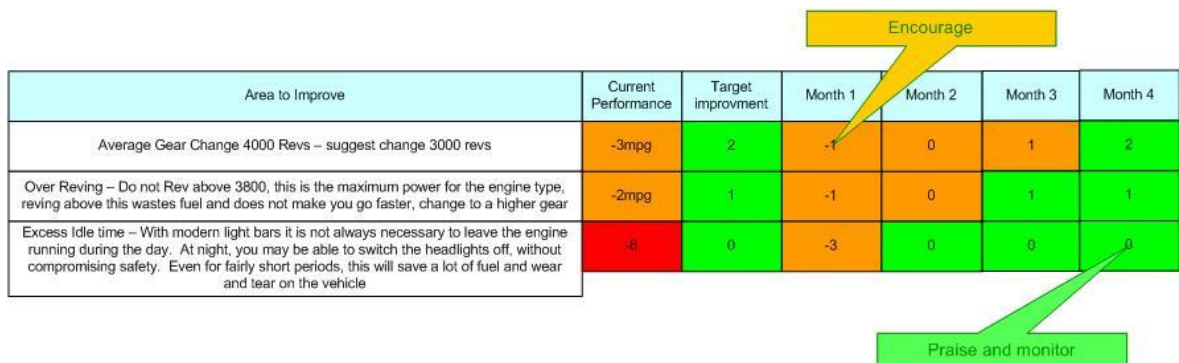 Encourage
Area to Improve
Current Performance
Target improvment
Month 1
Month 2
Month 3
Month 4
Average Gear Change 4000 Revs – suggest change 3000 revs
-3mpg
2
-1
0
1
2
Over Reving – Do not Rev above 3800, this is the maximum power for the engine type,
reving above this wastes fuel and does not make you go faster, change to a higher gear
-2mpg
1
-1
0
1
1
Excess Idle time – With modern light bars it is not always necessary to leave the engine
running during the day. At night, you may be able to switch the headlights off, without
compromising safety. Even for fairly short periods, this will save a lot of fuel and wear
and tear on the vehicle
-6
0
-3
0
0
0
Praise and monitor